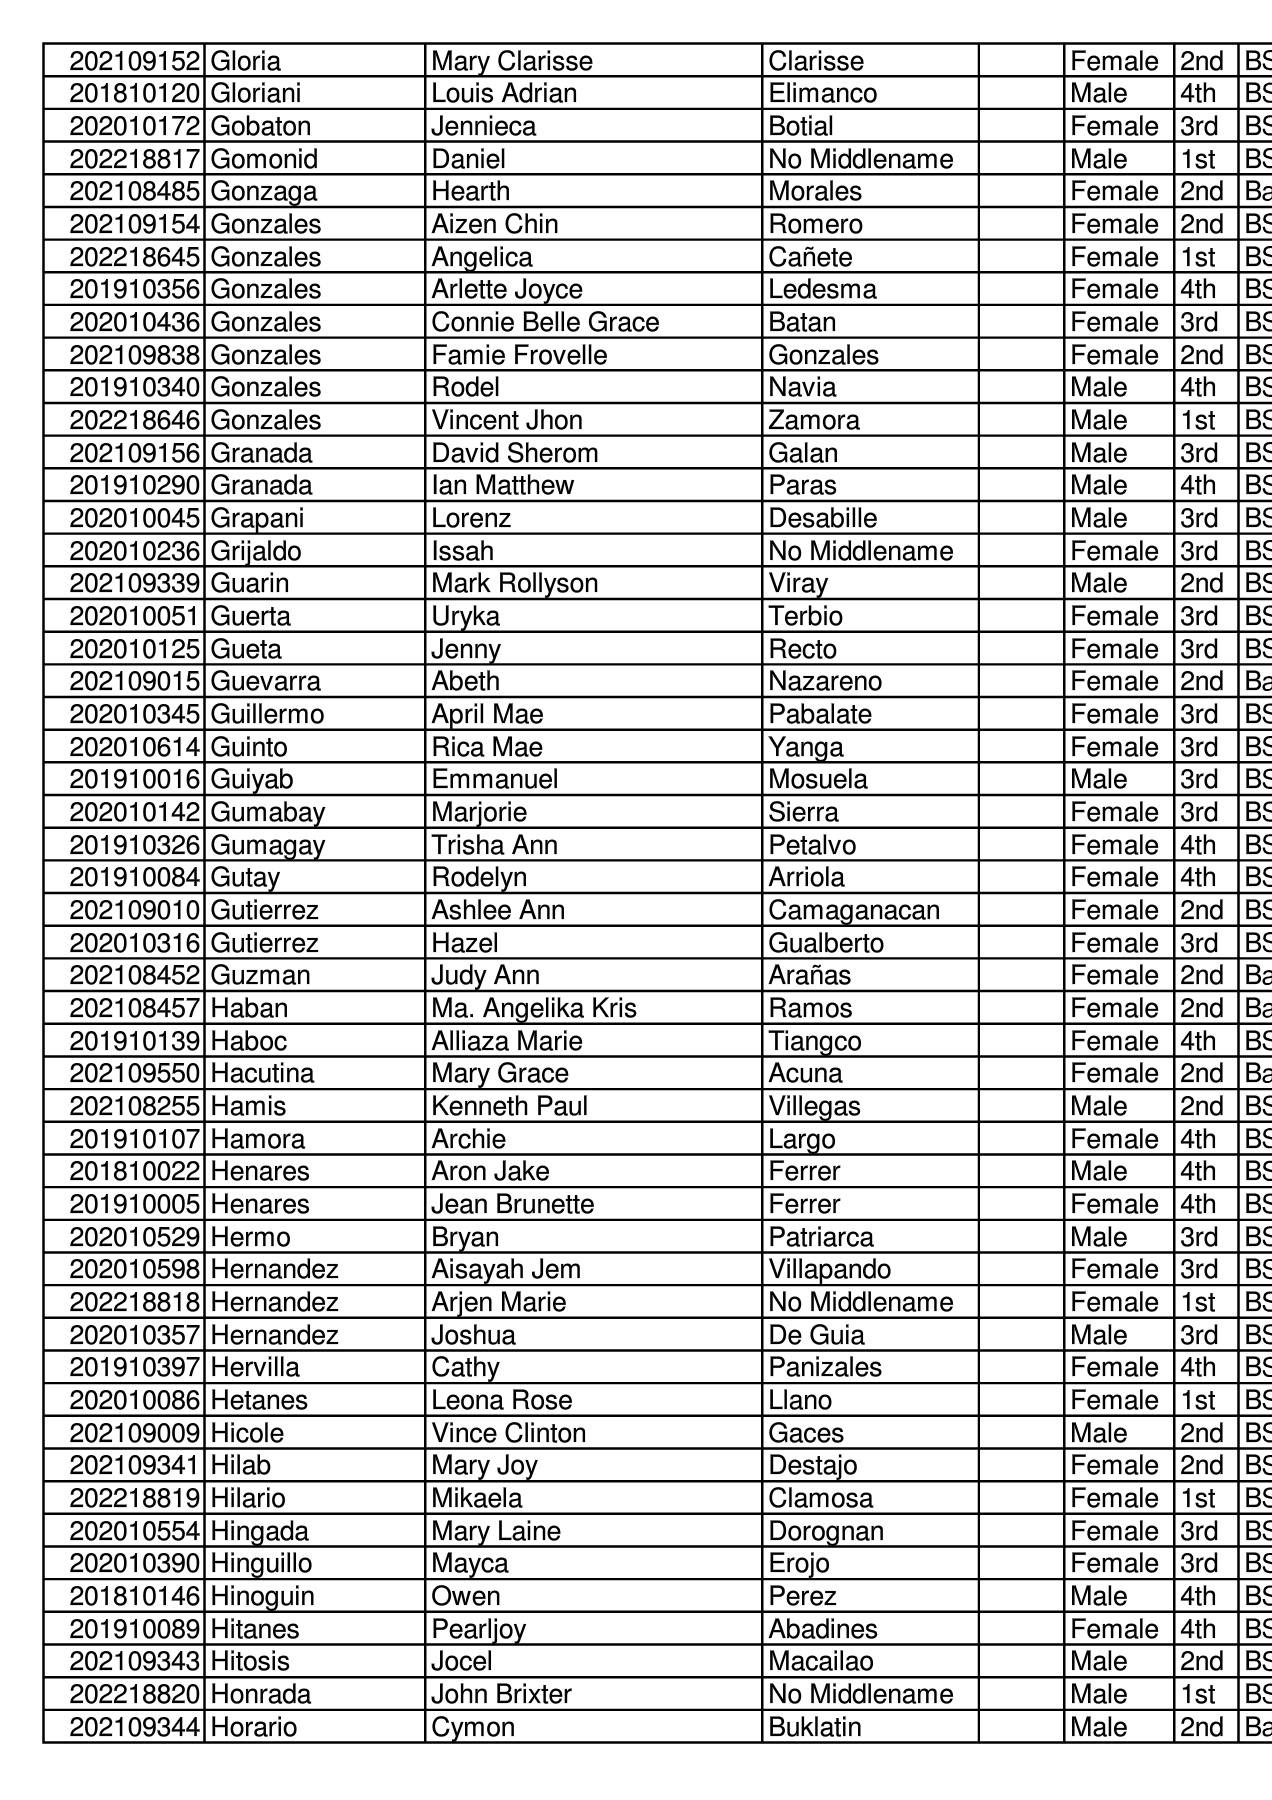 202109152 Gloria Mary Clarisse Clarisse Female 2nd BS
201810120 Gloriani Louis Adrian Elimanco Male 4th BS
202010172 Gobaton Jennieca Botial Female 3rd BS
202218817 Gomonid Daniel No Middlename Male 1st BS
202108485 Gonzaga Hearth Morales Female 2nd Ba
202109154 Gonzales Aizen Chin Romero Female 2nd BS
202218645 Gonzales Angelica Cañete Female 1st BS
201910356 Gonzales Arlette Joyce Ledesma Female 4th BS
202010436 Gonzales Connie Belle Grace Batan Female 3rd BS
202109838 Gonzales Famie Frovelle Gonzales Female 2nd BS
201910340 Gonzales Rodel Navia Male 4th BS
202218646 Gonzales Vincent Jhon Zamora Male 1st BS
202109156 Granada David Sherom Galan Male 3rd BS
201910290 Granada Ian Matthew Paras Male 4th BS
202010045 Grapani Lorenz Desabille Male 3rd BS
202010236 Grijaldo Issah No Middlename Female 3rd BS
202109339 Guarin Mark Rollyson Viray Male 2nd BS
202010051 Guerta Uryka Terbio Female 3rd BS
202010125 Gueta Jenny Recto Female 3rd BS
202109015 Guevarra Abeth Nazareno Female 2nd Ba
202010345 Guillermo April Mae Pabalate Female 3rd BS
202010614 Guinto Rica Mae Yanga Female 3rd BS
201910016 Guiyab Emmanuel Mosuela Male 3rd BS
202010142 Gumabay Marjorie Sierra Female 3rd BS
201910326 Gumagay Trisha Ann Petalvo Female 4th BS
201910084 Gutay Rodelyn Arriola Female 4th BS
202109010 Gutierrez Ashlee Ann Camaganacan Female 2nd BS
202010316 Gutierrez Hazel Gualberto Female 3rd BS
202108452 Guzman Judy Ann Arañas Female 2nd Ba
202108457 Haban Ma. Angelika Kris Ramos Female 2nd Ba
201910139 Haboc Alliaza Marie Tiangco Female 4th BS
202109550 Hacutina Mary Grace Acuna Female 2nd Ba
202108255 Hamis Kenneth Paul Villegas Male 2nd BS
201910107 Hamora Archie Largo Female 4th BS
201810022 Henares Aron Jake Ferrer Male 4th BS
201910005 Henares Jean Brunette Ferrer Female 4th BS
202010529 Hermo Bryan Patriarca Male 3rd BS
202010598 Hernandez Aisayah Jem Villapando Female 3rd BS
202218818 Hernandez Arjen Marie No Middlename Female 1st BS
202010357 Hernandez Joshua De Guia Male 3rd BS
201910397 Hervilla Cathy Panizales Female 4th BS
202010086 Hetanes Leona Rose Llano Female 1st BS
202109009 Hicole Vince Clinton Gaces Male 2nd BS
202109341 Hilab Mary Joy Destajo Female 2nd BS
202218819 Hilario Mikaela Clamosa Female 1st BS
202010554 Hingada Mary Laine Dorognan Female 3rd BS
202010390 Hinguillo Mayca Erojo Female 3rd BS
201810146 Hinoguin Owen Perez Male 4th BS
201910089 Hitanes Pearljoy Abadines Female 4th BS
202109343 Hitosis Jocel Macailao Male 2nd BS
202218820 Honrada John Brixter No Middlename Male 1st BS
202109344 Horario Cymon Buklatin Male 2nd Ba